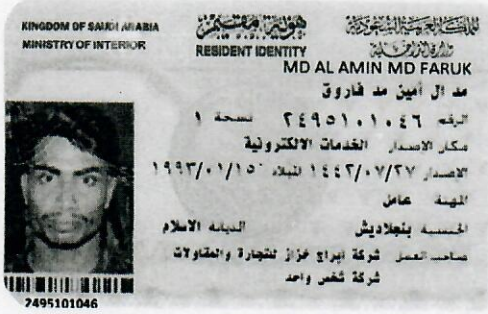 KINGDOM OF SAUDI ARABIA
MINISTRY OF INTERIOR
هوية مقيم
RESIDENT IDENTITY
المملكة العربية السعودية
وزارة الداخلية
MD AL AMIN MD FARUK
مد ال أمين مد فاروق
الرقم ٢٤٩٥١٠١٠٤٦ نسخة ١
مكان الاصدار الخدمات الالكترونية
الاصدار ١٤٤٢/٠٧/٢٧ الميلاد ١٩٩٣/٠١/١٥
المهنة عامل
الجنسية بنجلاديش الديانة الاسلام
صاحب العمل شركة ابراج خزاز للتجارة والمقاولات
شركة شخص واحد
2495101046